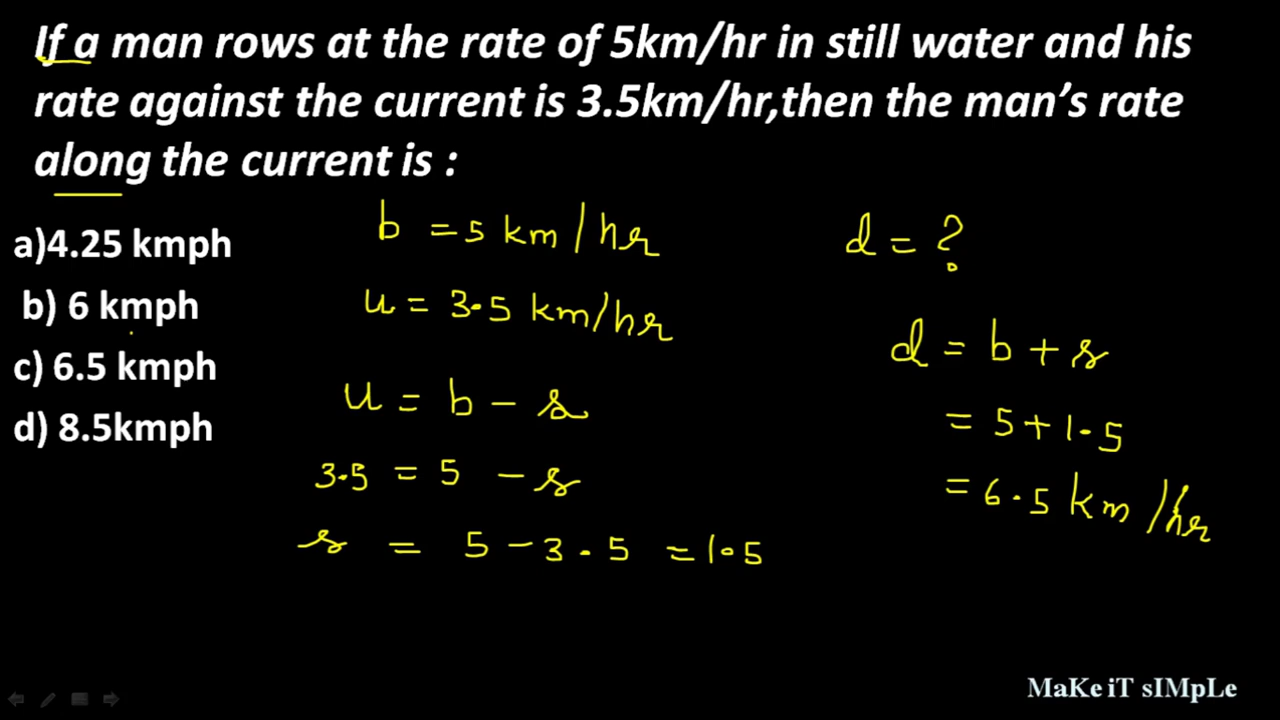 If a man rows at the rate of 5km/hr in still water and his
rate against the current is 3.5km/hr,then the man's rate
along the current is :
a)4.25 kmph
b) 6 kmph
c) 6.5 kmph
d) 8.5kmph
b = 5 km/hr
u = 3.5 km/hr
u = b - s
3.5 = 5 - s
s = 5 - 3.5 = 1.5
d = ?
d = b + s
= 5 + 1.5
= 6.5 km/hr
MaKe iT sIMpLe